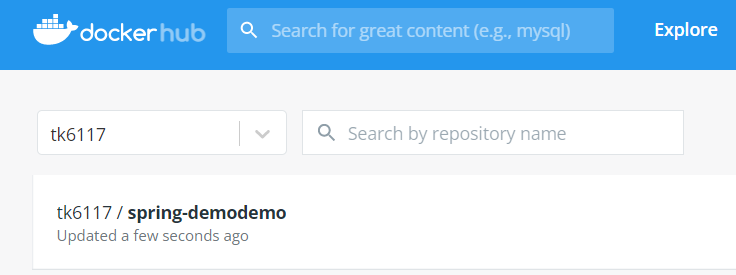 dockerhub
Search for great content (e.g., mysql)
Explore
tk6117
Search by repository name
tk6117 / spring-demodemo
Updated a few seconds ago